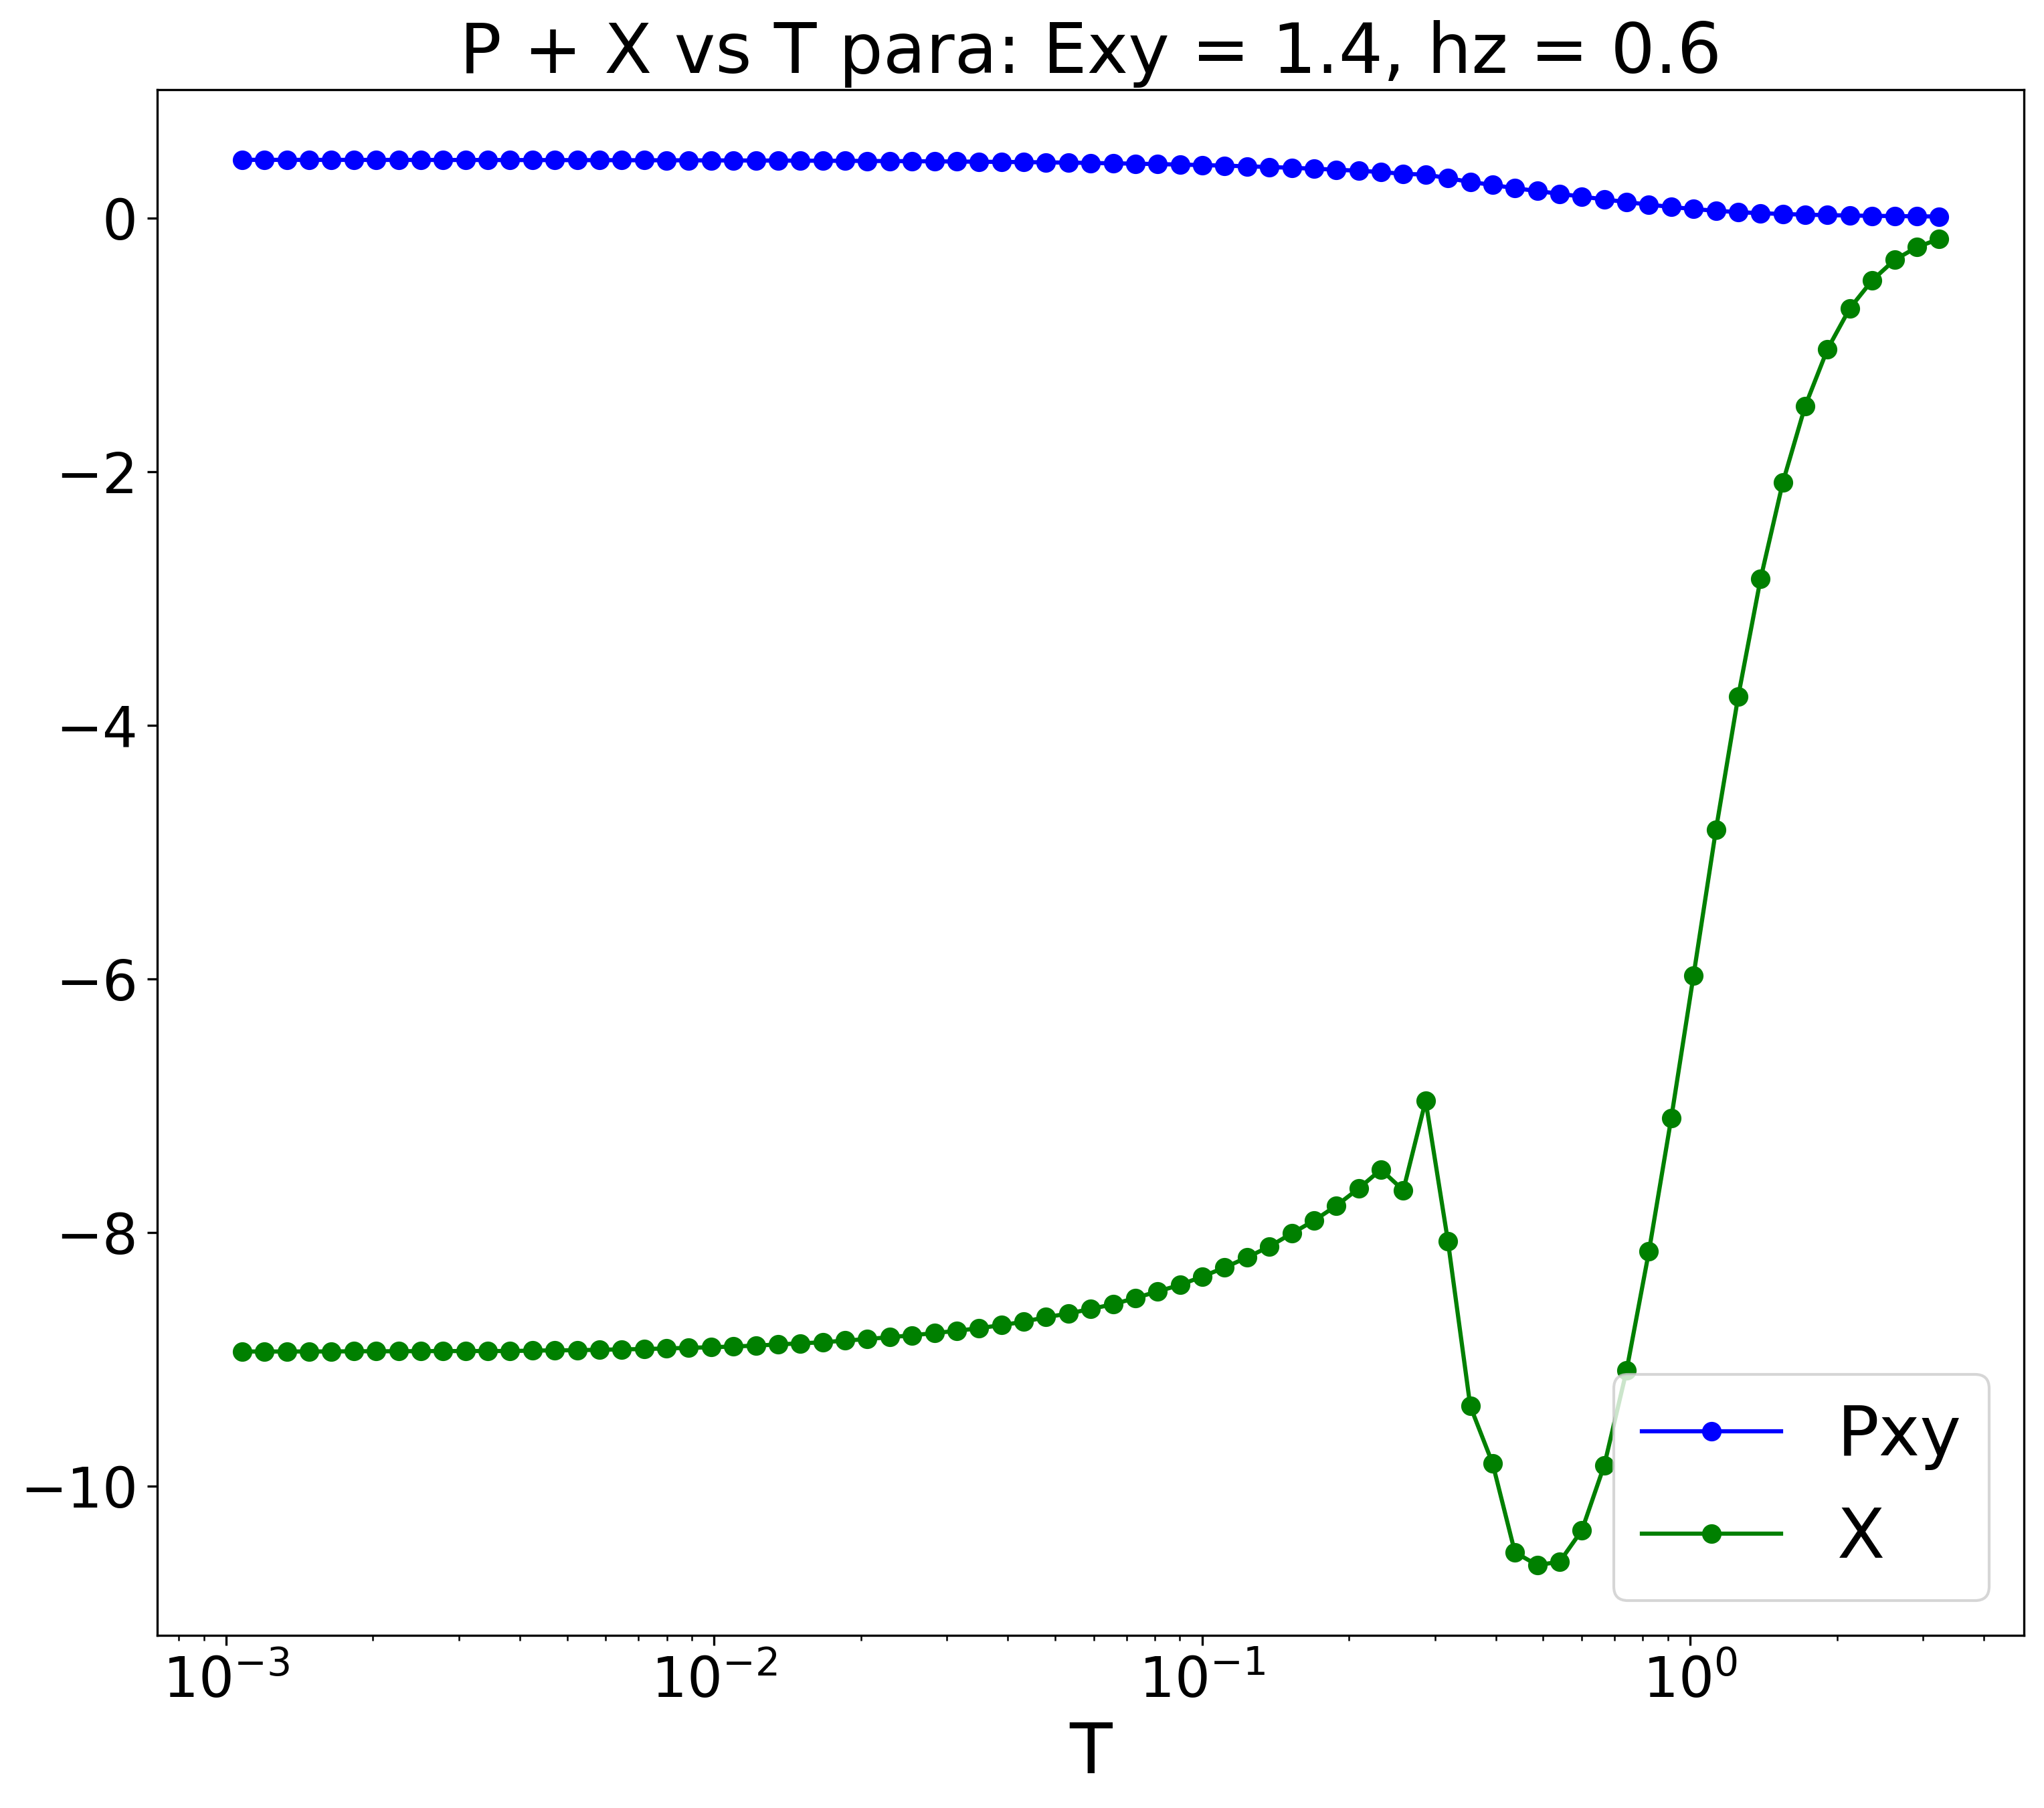 P + X vs T para: Exy = 1.4, hz = 0.6
0
−2
−4
−6
−8
−10
10⁻³ 10⁻² 10⁻¹ 10⁰
T
Pxy
X